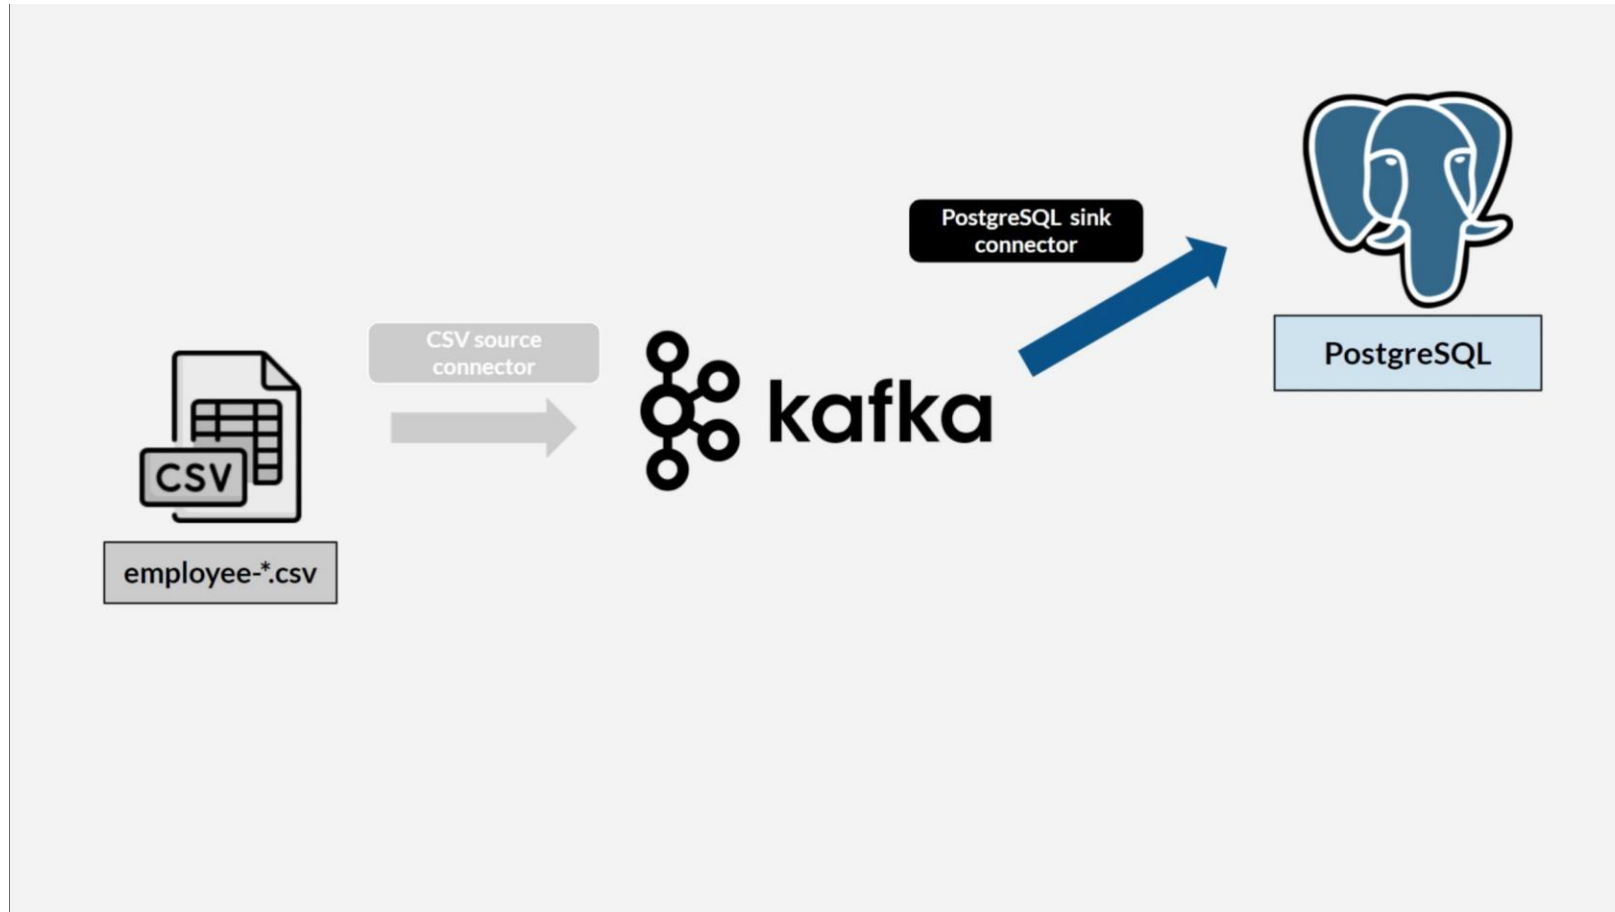 PostgreSQL sink
connector
CSV source
connector
kafka
PostgreSQL
CSV
employee-*.csv